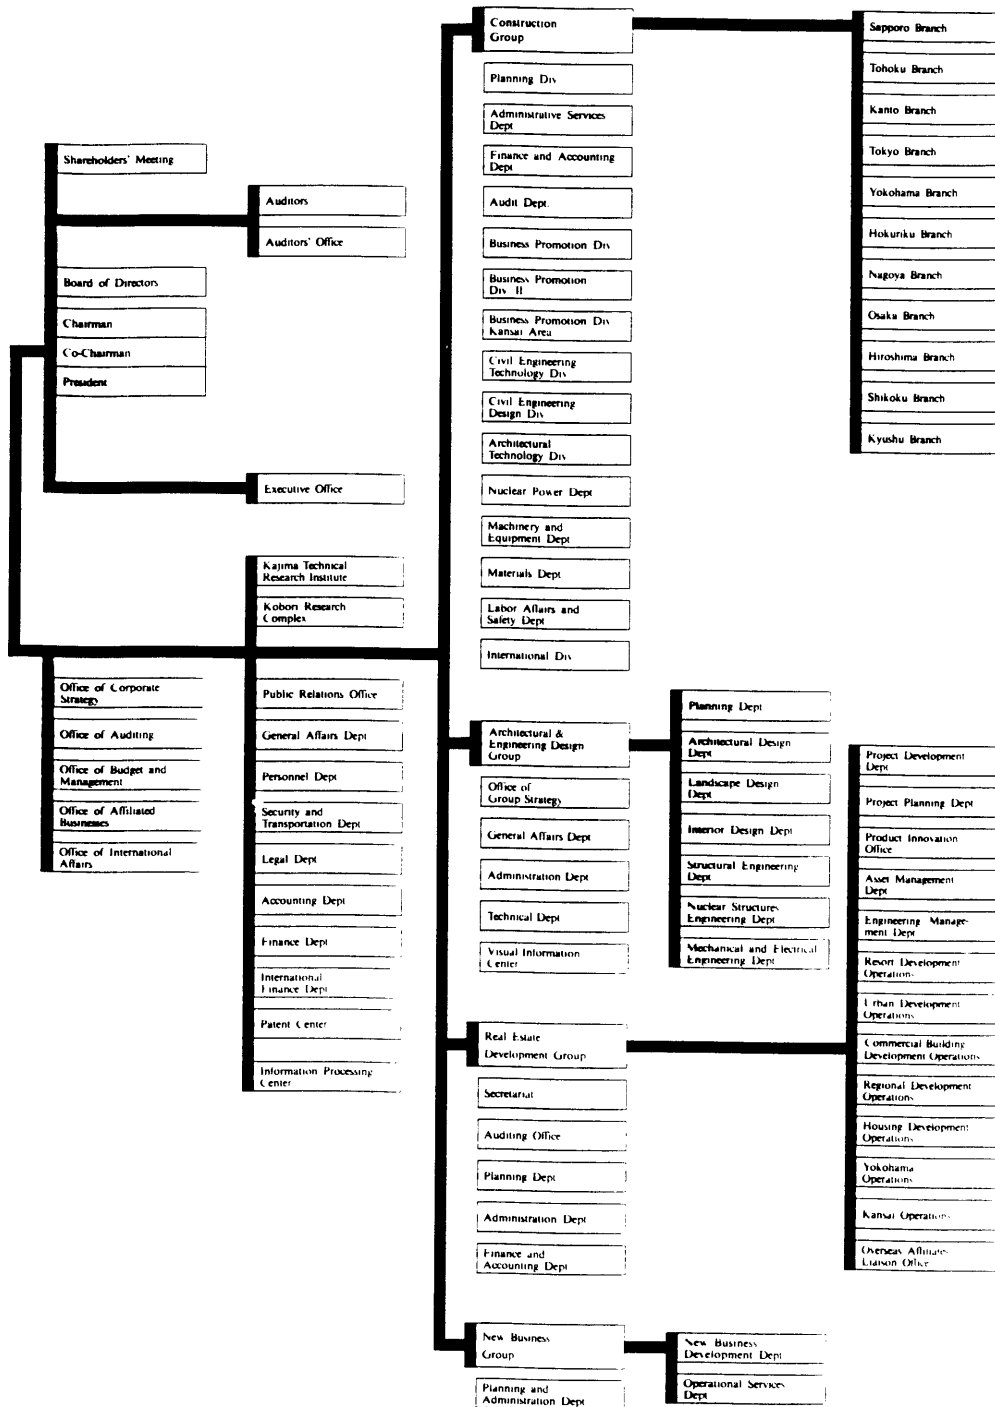 Shareholders' Meeting
Auditors
Auditors' Office
Board of Directors
Chairman
Co-Chairman
President
Executive Office
Office of Corporate
Strategy
Office of Auditing
Office of Budget and
Management
Office of Affiliated
Businesses
Office of International
Affairs
Kajima Technical
Research Institute
Kobori Research
Complex
Public Relations Office
General Affairs Dept
Personnel Dept
Security and
Transportation Dept
Legal Dept
Accounting Dept
Finance Dept
International
Finance Dept
Patent Center
Information Processing
Center
Construction
Group
Planning Div
Administrative Services
Dept
Finance and Accounting
Dept
Audit Dept.
Business Promotion Div
Business Promotion
Div II
Business Promotion Div
Kansai Area
Civil Engineering
Technology Div
Civil Engineering
Design Div
Architectural
Technology Div
Nuclear Power Dept
Machinery and
Equipment Dept
Materials Dept
Labor Affairs and
Safety Dept
International Div
Sapporo Branch
Tohoku Branch
Kanto Branch
Tokyo Branch
Yokohama Branch
Hokuriku Branch
Nagoya Branch
Osaka Branch
Hiroshima Branch
Shikoku Branch
Kyushu Branch
Architectural &
Engineering Design
Group
Office of
Group Strategy
General Affairs Dept
Administration Dept
Technical Dept
Visual Information
Center
Planning Dept
Architectural Design
Dept
Landscape Design
Dept
Interior Design Dept
Structural Engineering
Dept
Nuclear Structures
Engineering Dept
Mechanical and Electrical
Engineering Dept
Real Estate
Development Group
Secretariat
Auditing Office
Planning Dept
Administration Dept
Finance and
Accounting Dept
Project Development
Dept
Project Planning Dept
Product Innovation
Office
Asset Management
Dept
Engineering Manage-
ment Dept
Resort Development
Operations
Urban Development
Operations
Commercial Building
Development Operations
Regional Development
Operations
Housing Development
Operations
Yokohama
Operations
Kansai Operations
Overseas Affiliates
Liaison Office
New Business
Group
Planning and
Administration Dept
New Business
Development Dept
Operational Services
Dept